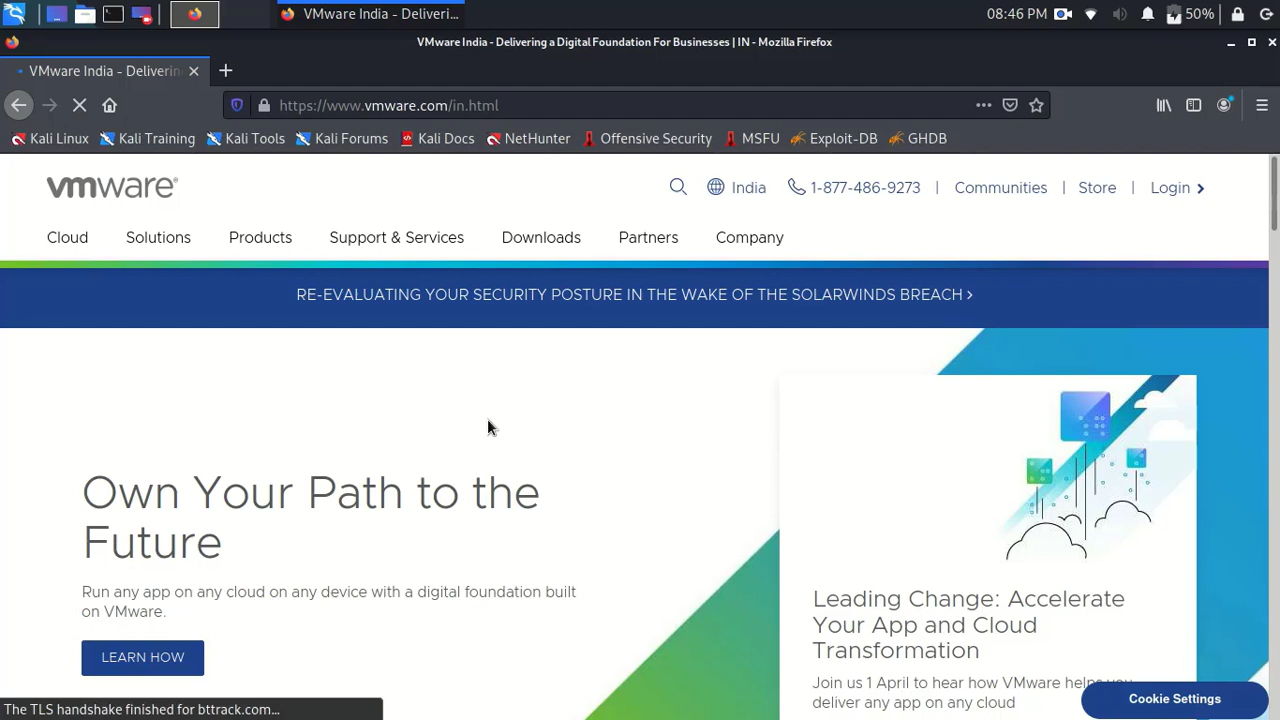 VMware India - Deliveri...
08:46 PM
50%
VMware India - Delivering a Digital Foundation For Businesses | IN - Mozilla Firefox
VMware India - Deliverin
https://www.vmware.com/in.html
Kali Linux Kali Training Kali Tools Kali Forums Kali Docs NetHunter Offensive Security MSFU Exploit-DB GHDB
vmware®
India 1-877-486-9273 | Communities | Store | Login >
Cloud Solutions Products Support & Services Downloads Partners Company
RE-EVALUATING YOUR SECURITY POSTURE IN THE WAKE OF THE SOLARWINDS BREACH >
Own Your Path to the
Future
Run any app on any cloud on any device with a digital foundation built
on VMware.
LEARN HOW
Leading Change: Accelerate
Your App and Cloud
Transformation
Join us 1 April to hear how VMware helps you
deliver any app on any cloud
Cookie Settings
The TLS handshake finished for bttrack.com...